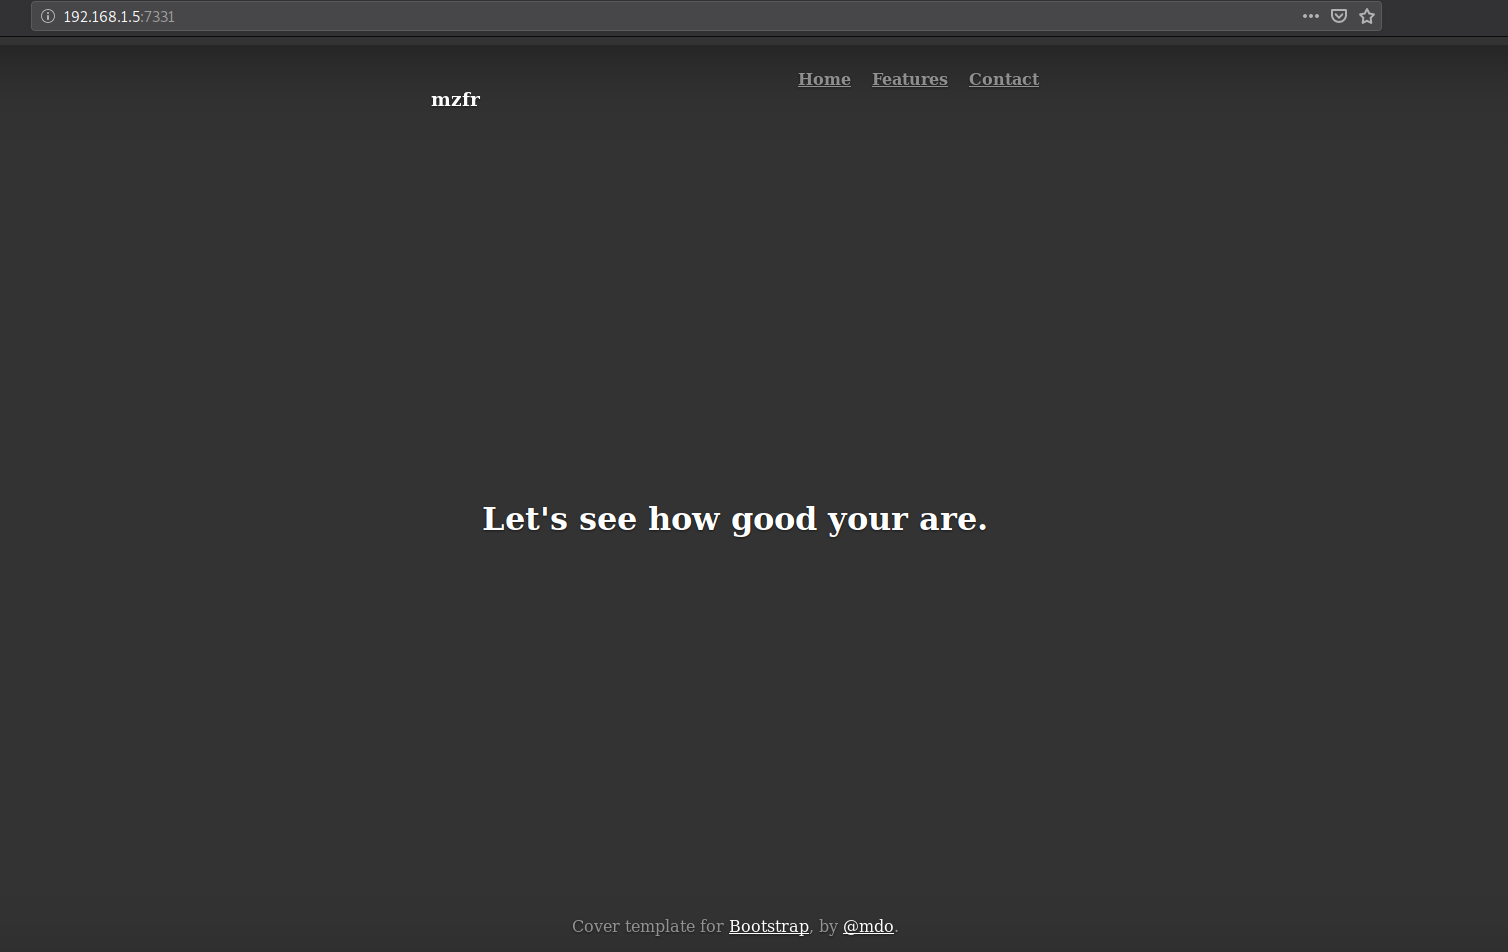 192.168.1.5:7331
Home Features Contact
mzfr
Let's see how good your are.
Cover template for Bootstrap, by @mdo.